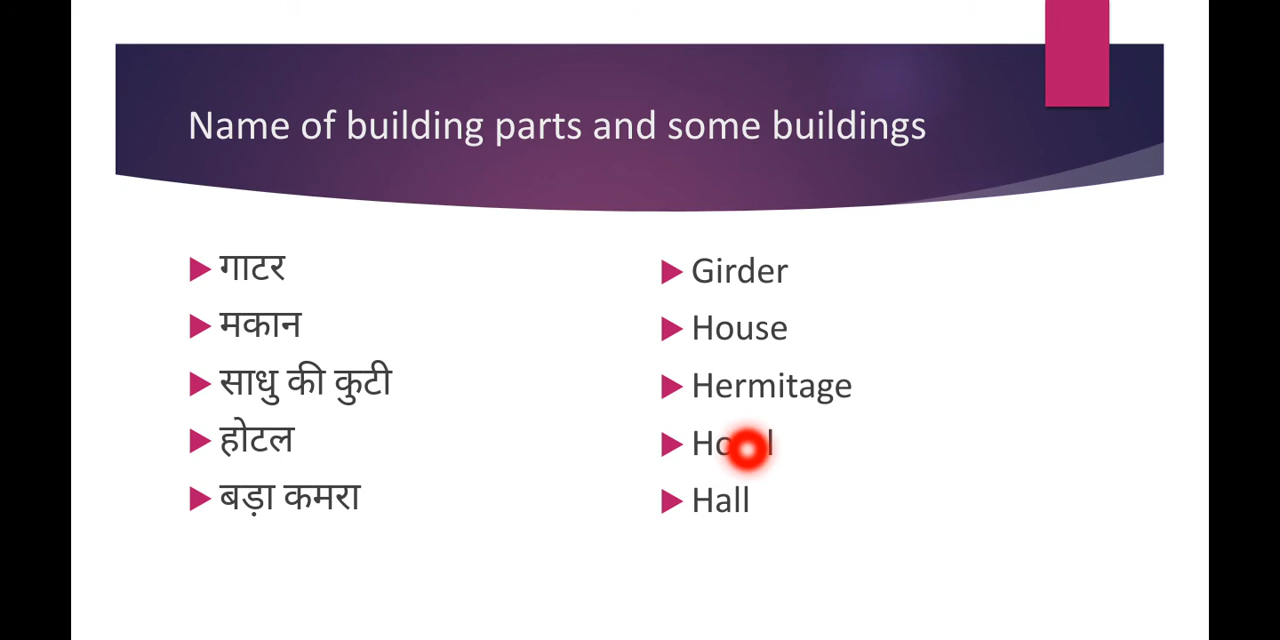 Name of building parts and some buildings
गाटर
मकान
साधु की कुटी
होटल
बड़ा कमरा
Girder
House
Hermitage
Hall